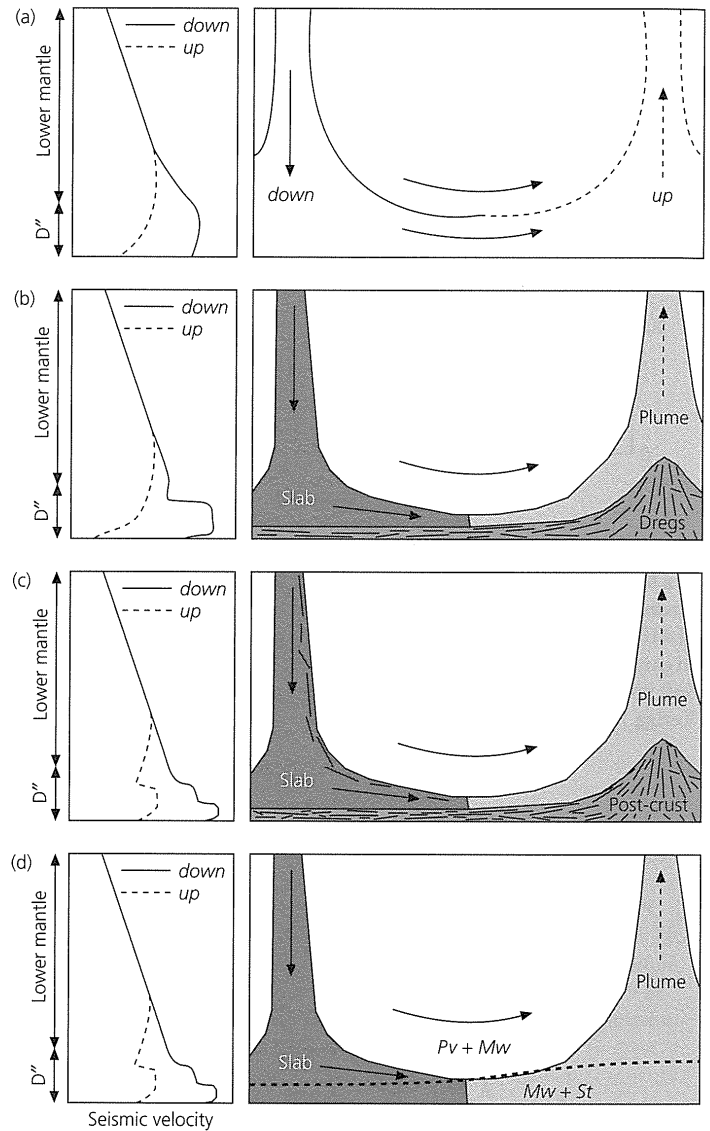 (a)
down
up
Lower mantle
D″
down
up
(b)
down
up
Lower mantle
D″
Slab
Plume
Dregs
(c)
down
up
Lower mantle
D″
Slab
Plume
Post-crust
(d)
down
up
Lower mantle
D″
Slab
Plume
Pv + Mw
Mw + St
Seismic velocity